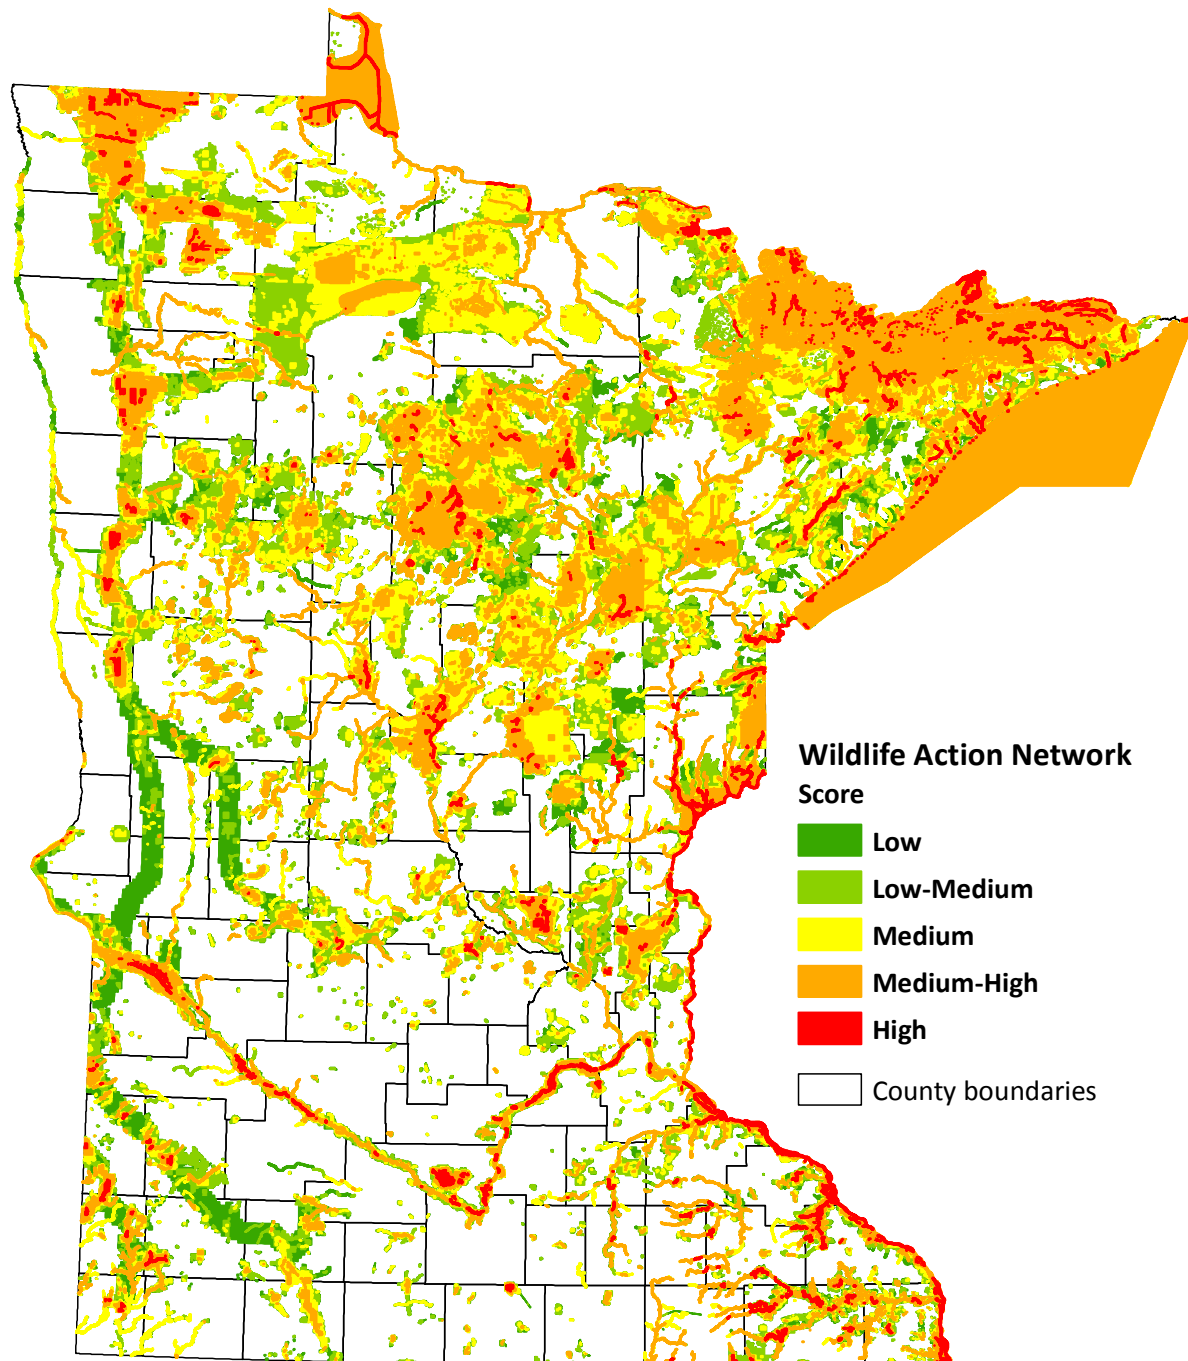 Wildlife Action Network
Score
Low
Low-Medium
Medium
Medium-High
High
County boundaries